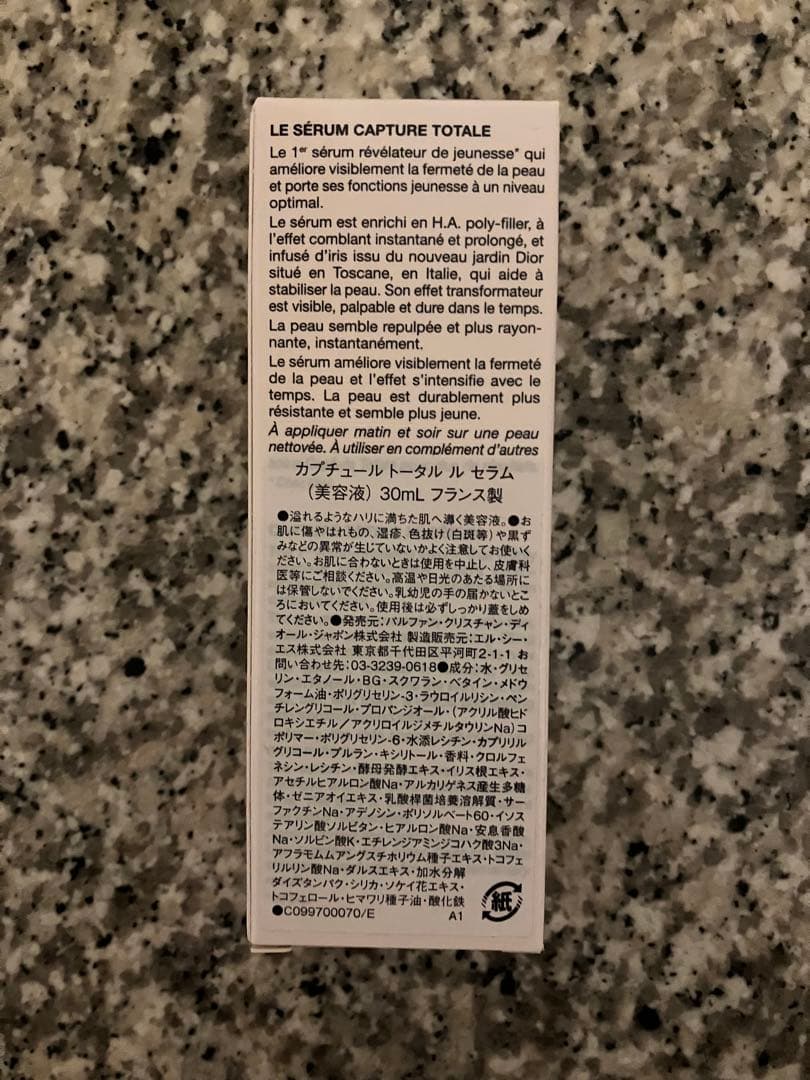 LE SÉRUM CAPTURE TOTALE
Le 1er sérum révélateur de jeunesse* qui
améliore visiblement la fermeté de la peau
et porte ses fonctions jeunesse à un niveau
optimal.
Le sérum est enrichi en H.A. poly-filler, à
l'effet comblant instantané et prolongé, et
infusé d'iris issu du nouveau jardin Dior
situé en Toscane, en Italie, qui aide à
stabiliser la peau. Son effet transformateur
est visible, palpable et dure dans le temps.
La peau semble repulpée et plus rayon-
nante, instantanément.
Le sérum améliore visiblement la fermeté
de la peau et l'effet s'intensifie avec le
temps. La peau est durablement plus
résistante et semble plus jeune.
À appliquer matin et soir sur une peau
nettoyée. À utiliser en complément d'autres
カプチュール トータル ル セラム
(美容液) 30mL フランス製
●溢れるようなハリに満ちた肌へ導く美容液。●お
肌に傷やはれもの、湿疹、色抜け(白斑等)や黒ず
みなどの異常が生じていないかよく注意してお使いく
ださい。お肌に合わないときは使用を中止し、皮膚科
医等にご相談ください。高温や日光のあたる場所に
は保管しないでください。乳幼児の手の届かないとこ
ろにおいてください。使用後は必ずしっかり蓋をしめ
てください。●発売元:パルファン・クリスチャン・ディ
オール・ジャポン株式会社 製造販売元:エル・シー・
エス株式会社 東京都千代田区平河町2-1-1 お
問い合わせ先:03-3239-0618●成分:水・グリセ
リン・エタノール・BG・スクワラン・ベタイン・メドウ
フォーム油・ポリグリセリン-3・ラウロイルリシン・ペン
チレングリコール・プロパンジオール・(アクリル酸ヒド
ロキシエチル/アクリロイルジメチルタウリンNa)コ
ポリマー・ポリグリセリン-6・水添レシチン・カプリリル
グリコール・プルラン・キシリトール・香料・クロルフェ
ネシン・レシチン・酵母発酵エキス・イリス根エキス・
アセチルヒアルロン酸Na・アルカリゲネス産生多糖
体・ゼニアオイエキス・乳酸桿菌培養溶解質・サー
ファクチンNa・アデノシン・ポリソルベート60・イソス
テアリン酸ソルビタン・ヒアルロン酸Na・安息香酸
Na・ソルビン酸K・エチレンジアミンジコハク酸3Na・
アフラモムムアングスチホリウム種子エキス・トコフェ
リルリン酸Na・ダルスエキス・加水分解
ダイズタンパク・シリカ・ソケイ花エキス・
トコフェロール・ヒマワリ種子油・酸化鉄
●C099700070/E A1
紙